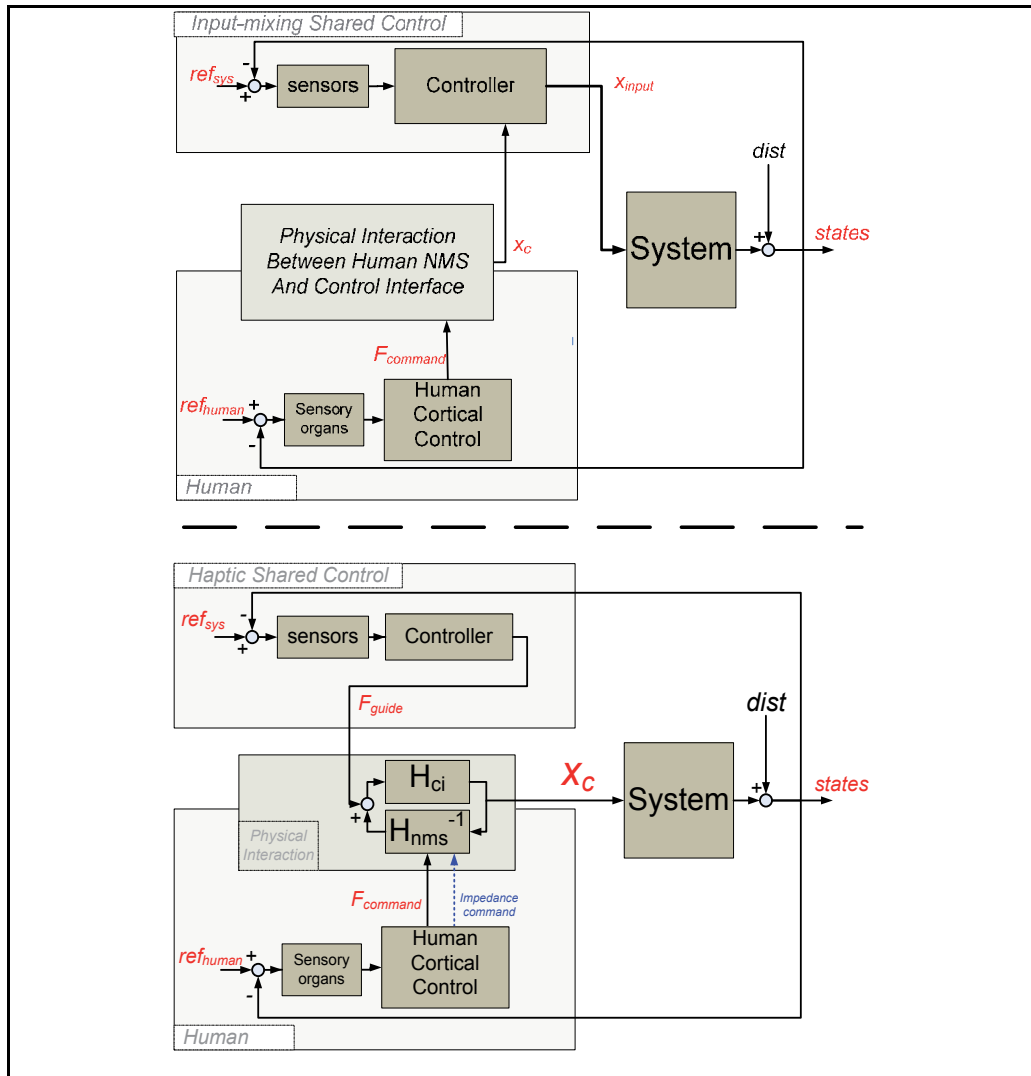 Input-mixing Shared Control
ref_sys
-
+
sensors
Controller
x_input
dist
Physical Interaction
Between Human NMS
And Control Interface
x_c
System
+
states
F_command
ref_human
+
-
Sensory
organs
Human
Cortical
Control
Human
Haptic Shared Control
ref_sys
-
+
sensors
Controller
F_guide
dist
H_ci
+
H_nms^-1
X_c
System
+
states
Physical
Interaction
F_command
Impedance
command
ref_human
+
-
Sensory
organs
Human
Cortical
Control
Human